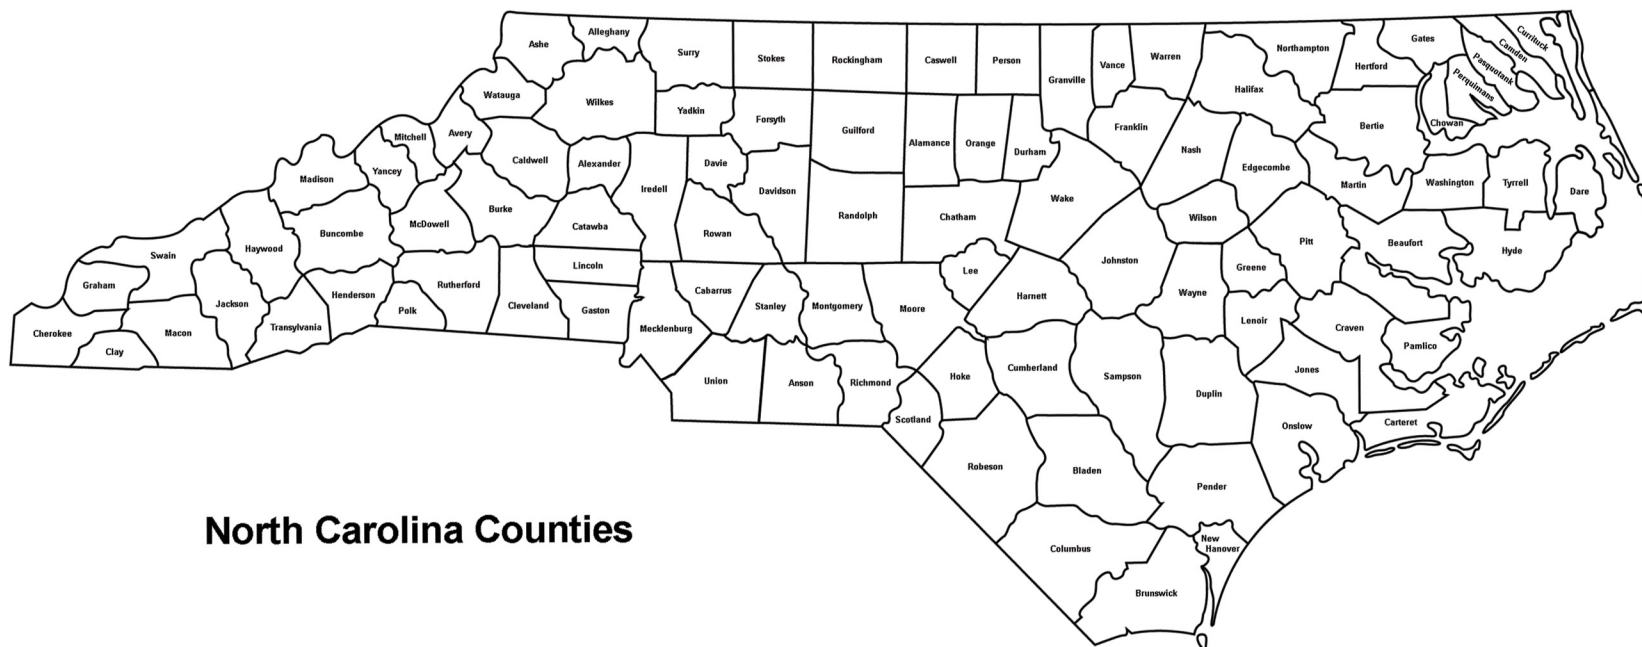 Ashe
Alleghany
Surry
Stokes
Rockingham
Caswell
Person
Granville
Vance
Warren
Northampton
Gates
Currituck
Camden
Pasquotank
Perquimans
Hertford
Halifax
Watauga
Wilkes
Yadkin
Forsyth
Guilford
Alamance
Orange
Durham
Franklin
Nash
Edgecombe
Bertie
Chowan
Mitchell
Avery
Caldwell
Alexander
Iredell
Davie
Davidson
Randolph
Chatham
Wake
Wilson
Martin
Washington
Tyrrell
Dare
Madison
Yancey
McDowell
Burke
Catawba
Rowan
Buncombe
Haywood
Swain
Graham
Jackson
Henderson
Rutherford
Lincoln
Cabarrus
Stanley
Montgomery
Moore
Lee
Harnett
Johnston
Greene
Pitt
Beaufort
Hyde
Cherokee
Clay
Macon
Transylvania
Polk
Cleveland
Gaston
Mecklenburg
Wayne
Lenoir
Craven
Pamlico
Union
Anson
Richmond
Hoke
Cumberland
Sampson
Duplin
Jones
Scotland
Onslow
Carteret
Robeson
Bladen
Pender
North Carolina Counties
Columbus
New
Hanover
Brunswick